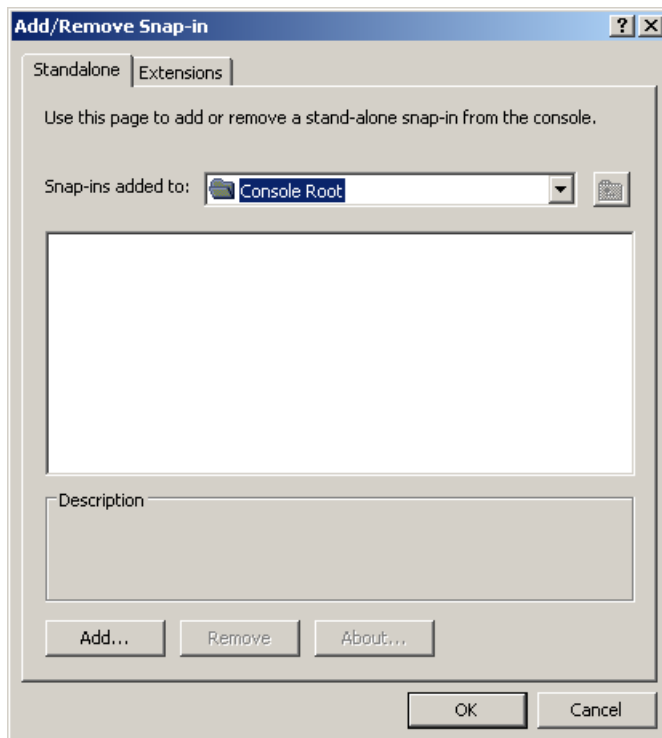 Add/Remove Snap-in
Standalone
Extensions
Use this page to add or remove a stand-alone snap-in from the console.
Snap-ins added to:
Console Root
Description
Add...
Remove
About...
OK
Cancel